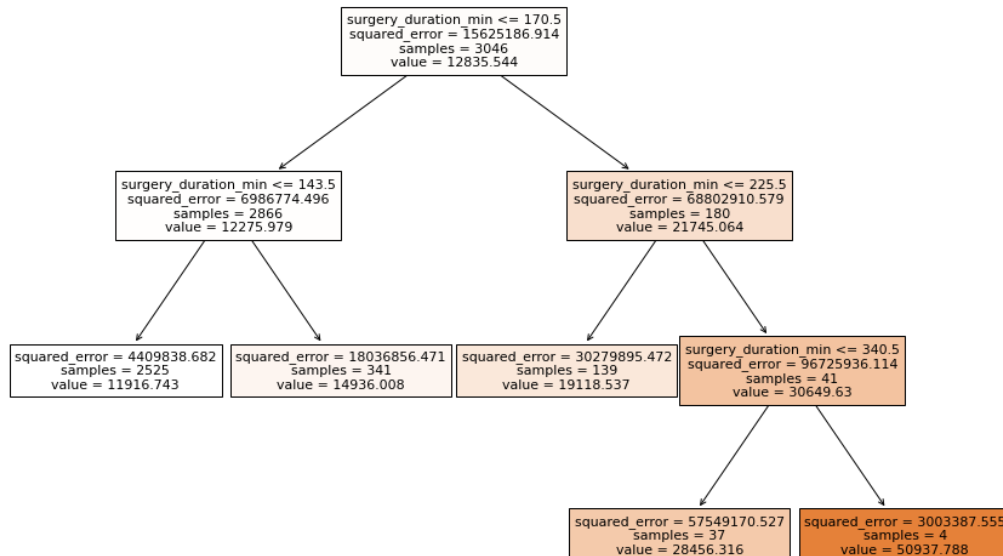 surgery_duration_min <= 170.5
squared_error = 15625186.914
samples = 3046
value = 12835.544
surgery_duration_min <= 143.5
squared_error = 6986774.496
samples = 2866
value = 12275.979
surgery_duration_min <= 225.5
squared_error = 68802910.579
samples = 180
value = 21745.064
squared_error = 4409838.682
samples = 2525
value = 11916.743
squared_error = 18036856.471
samples = 341
value = 14936.008
squared_error = 30279895.472
samples = 139
value = 19118.537
surgery_duration_min <= 340.5
squared_error = 96725936.114
samples = 41
value = 30649.63
squared_error = 57549170.527
samples = 37
value = 28456.316
squared_error = 3003387.555
samples = 4
value = 50937.788